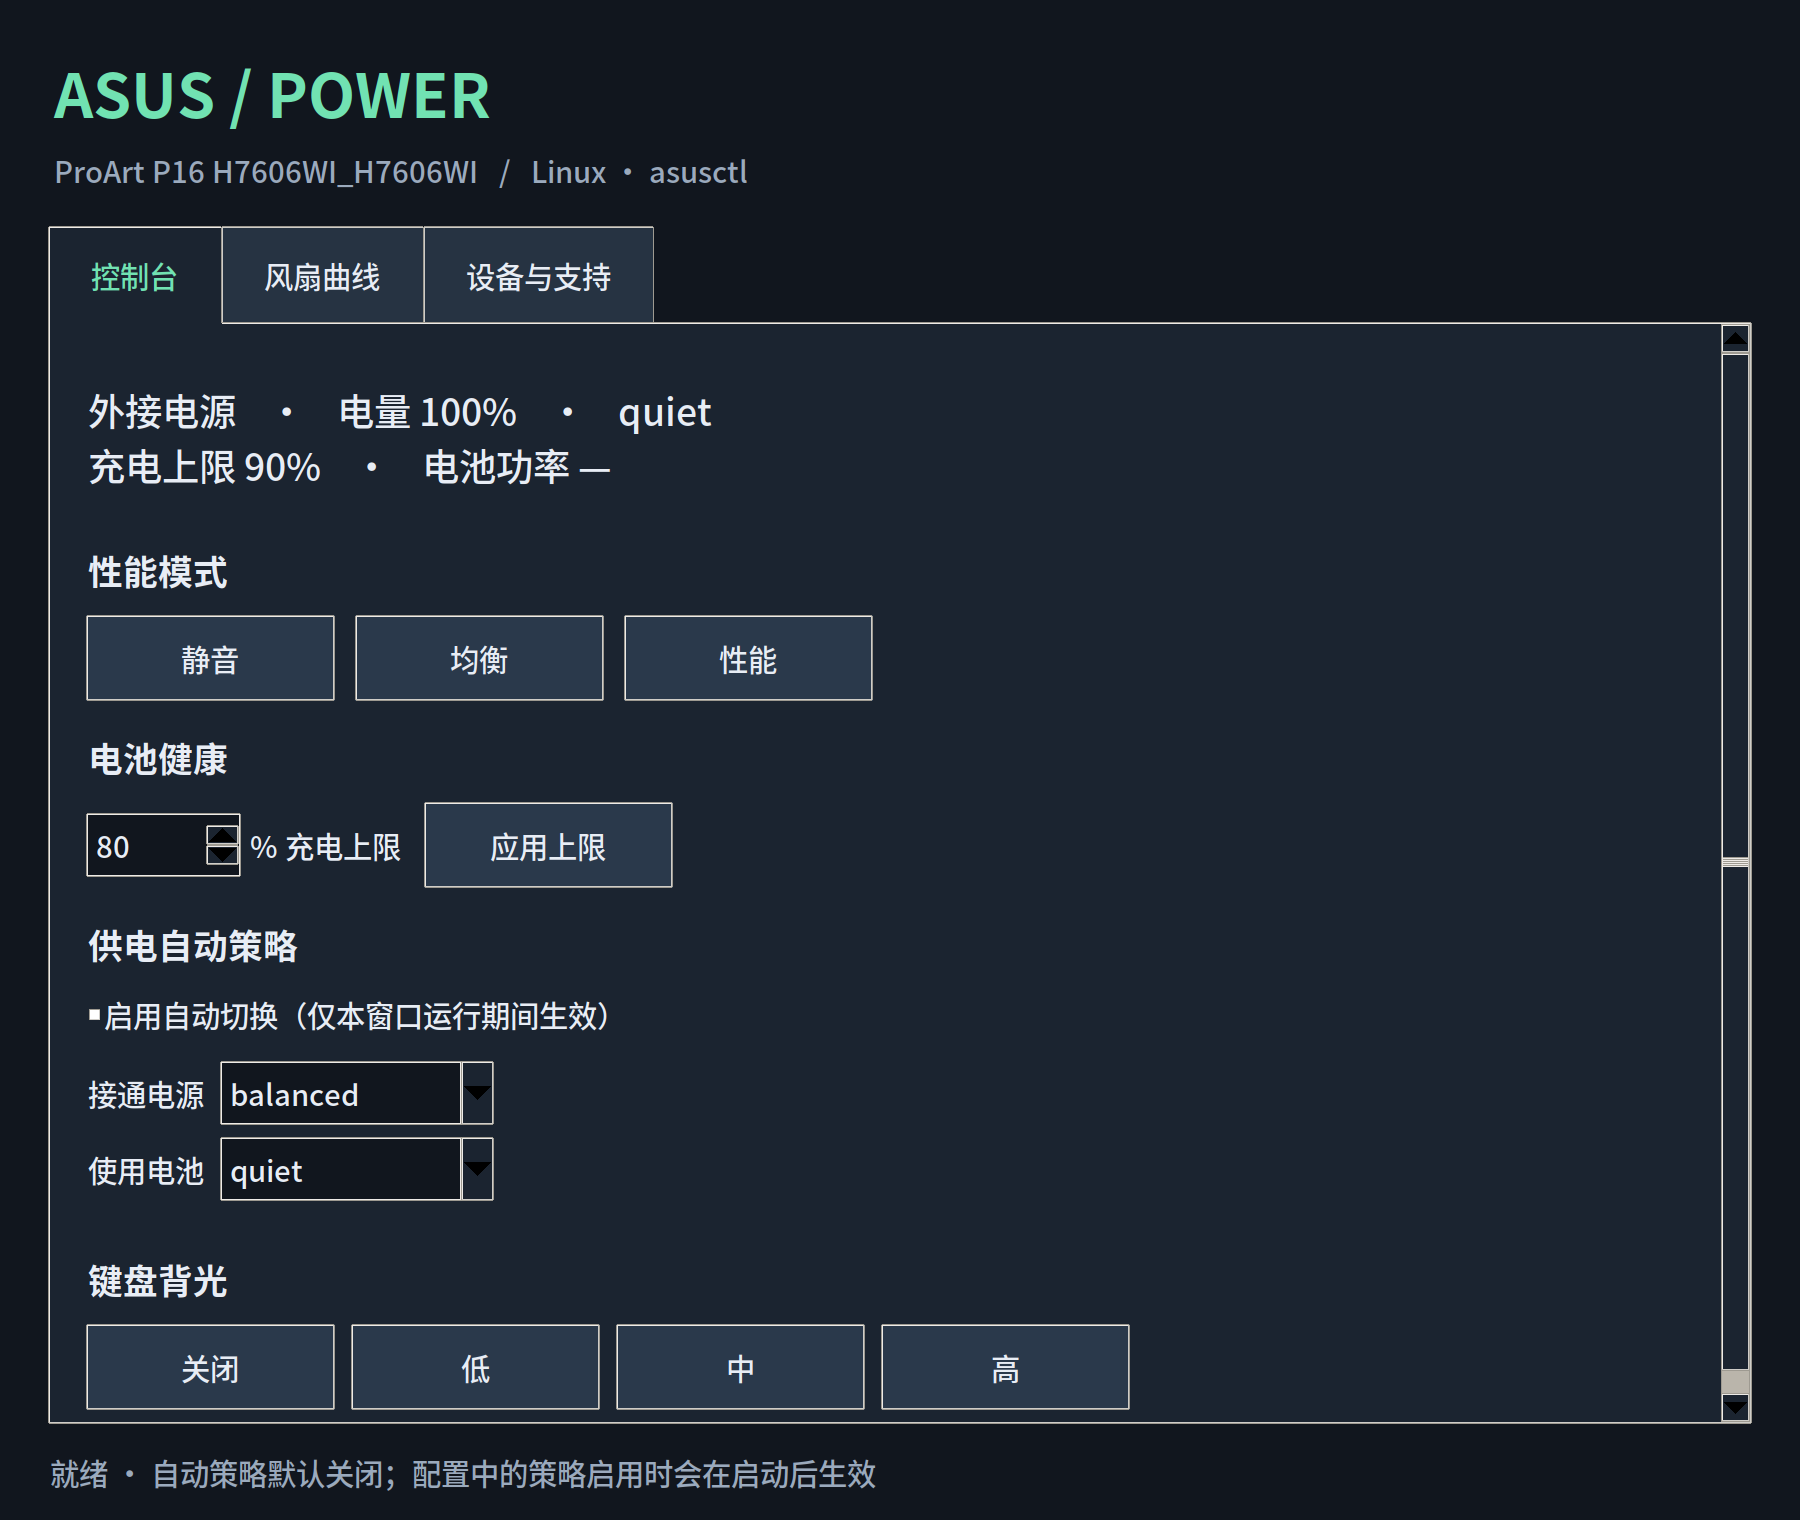 ASUS / POWER
ProArt P16 H7606WI_H7606WI / Linux · asusctl
控制台 风扇曲线 设备与支持
外接电源 · 电量 100% · quiet
充电上限 90% · 电池功率 —
性能模式
静音 均衡 性能
电池健康
80 % 充电上限 应用上限
供电自动策略
启用自动切换（仅本窗口运行期间生效）
接通电源 balanced
使用电池 quiet
键盘背光
关闭 低 中 高
就绪 · 自动策略默认关闭；配置中的策略启用时会在启动后生效